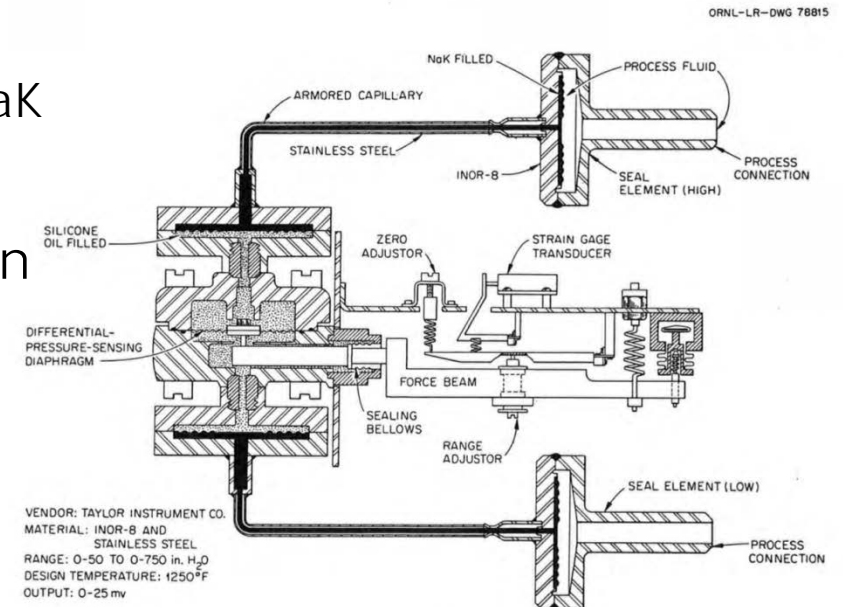 ORNL-LR-DWG 78815
aK
n
NaK FILLED
PROCESS FLUID
ARMORED CAPILLARY
STAINLESS STEEL
INOR-8
SEAL
ELEMENT (HIGH)
PROCESS
CONNECTION
SILICONE
OIL FILLED
ZERO
ADJUSTOR
STRAIN GAGE
TRANSDUCER
DIFFERENTIAL-
PRESSURE-SENSING
DIAPHRAGM
FORCE BEAM
SEALING
BELLOWS
RANGE
ADJUSTOR
SEAL ELEMENT (LOW)
PROCESS
CONNECTION
VENDOR: TAYLOR INSTRUMENT CO.
MATERIAL: INOR-8 AND
STAINLESS STEEL
RANGE: 0-50 TO 0-750 in. H₂O
DESIGN TEMPERATURE: 1250°F
OUTPUT: 0-25 mv